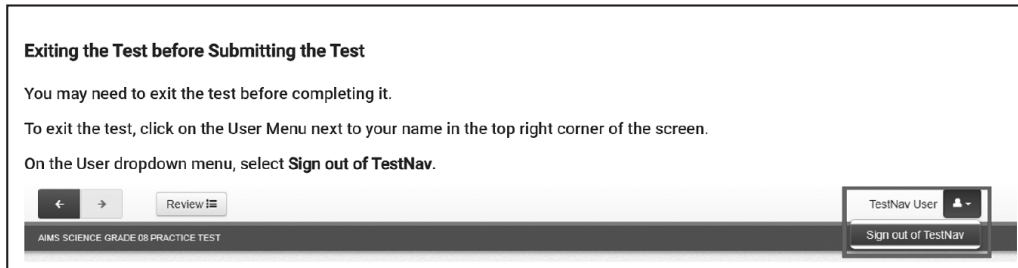 Exiting the Test before Submitting the Test
You may need to exit the test before completing it.
To exit the test, click on the User Menu next to your name in the top right corner of the screen.
On the User dropdown menu, select Sign out of TestNav.
Review
TestNav User
AIMS SCIENCE GRADE 08 PRACTICE TEST
Sign out of TestNav